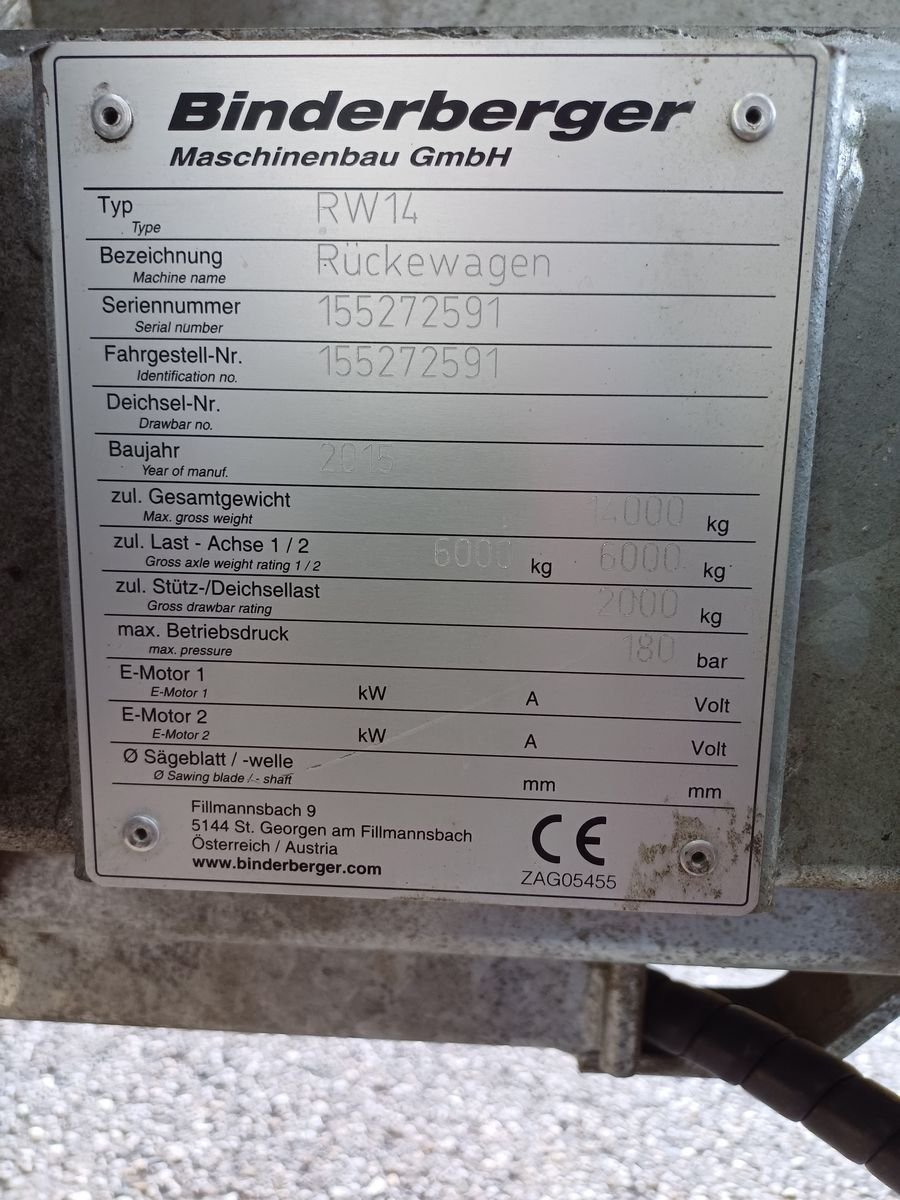 Binderberger
Maschinenbau GmbH
Typ RW14
Type
Bezeichnung Rückewagen
Machine name
Seriennummer 155272591
Serial number
Fahrgestell-Nr. 155272591
Identification no.
Deichsel-Nr.
Drawbar no.
Baujahr 2015
Year of manuf.
zul. Gesamtgewicht 14000 kg
Max. gross weight
zul. Last - Achse 1 / 2 6000 kg 6000 kg
Gross axle weight rating 1 / 2
zul. Stütz-/Deichsellast 2000 kg
Gross drawbar rating
max. Betriebsdruck 180 bar
max. pressure
E-Motor 1 kW A Volt
E-Motor 1
E-Motor 2 kW A Volt
E-Motor 2
Ø Sägeblatt / -welle mm mm
Ø Sawing blade / - shaft
Fillmannsbach 9
5144 St. Georgen am Fillmannsbach
Österreich / Austria
www.binderberger.com
CE
ZAG05455